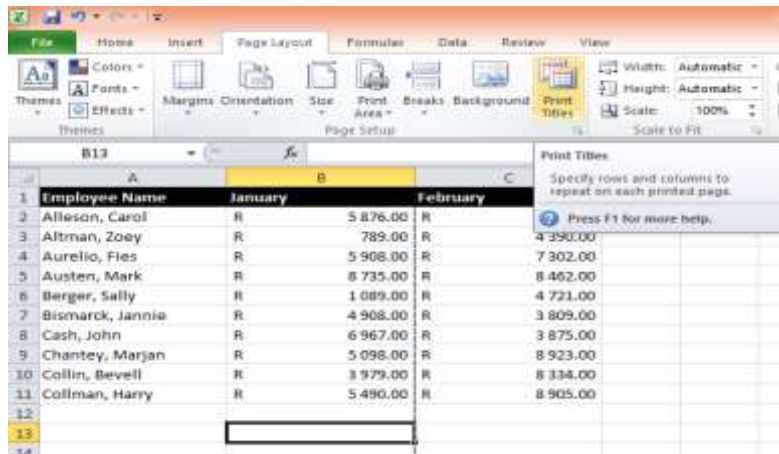 File Home Insert Page Layout Formulas Data Review View
Colors Width: Automatic
Fonts Height: Automatic
Themes Effects Margins Orientation Size Print Area Breaks Background Print Titles Scale: 100%
Themes Page Setup Scale to Fit
B13 fx Print Titles
Specify rows and columns to
repeat on each printed page.
Press F1 for more help.
A B C
1 Employee Name January February
2 Alleson, Carol R 5 876.00 R
3 Altman, Zoey R 789.00 R 4 390.00
4 Aurelio, Fies R 5 908.00 R 7 302.00
5 Austen, Mark R 8 735.00 R 8 462.00
6 Berger, Sally R 1 089.00 R 4 721.00
7 Bismarck, Jannie R 4 908.00 R 3 809.00
8 Cash, John R 6 967.00 R 3 875.00
9 Chantey, Marjan R 5 098.00 R 8 923.00
10 Collin, Bevell R 3 979.00 R 8 334.00
11 Collman, Harry R 5 490.00 R 8 905.00
12
13
14